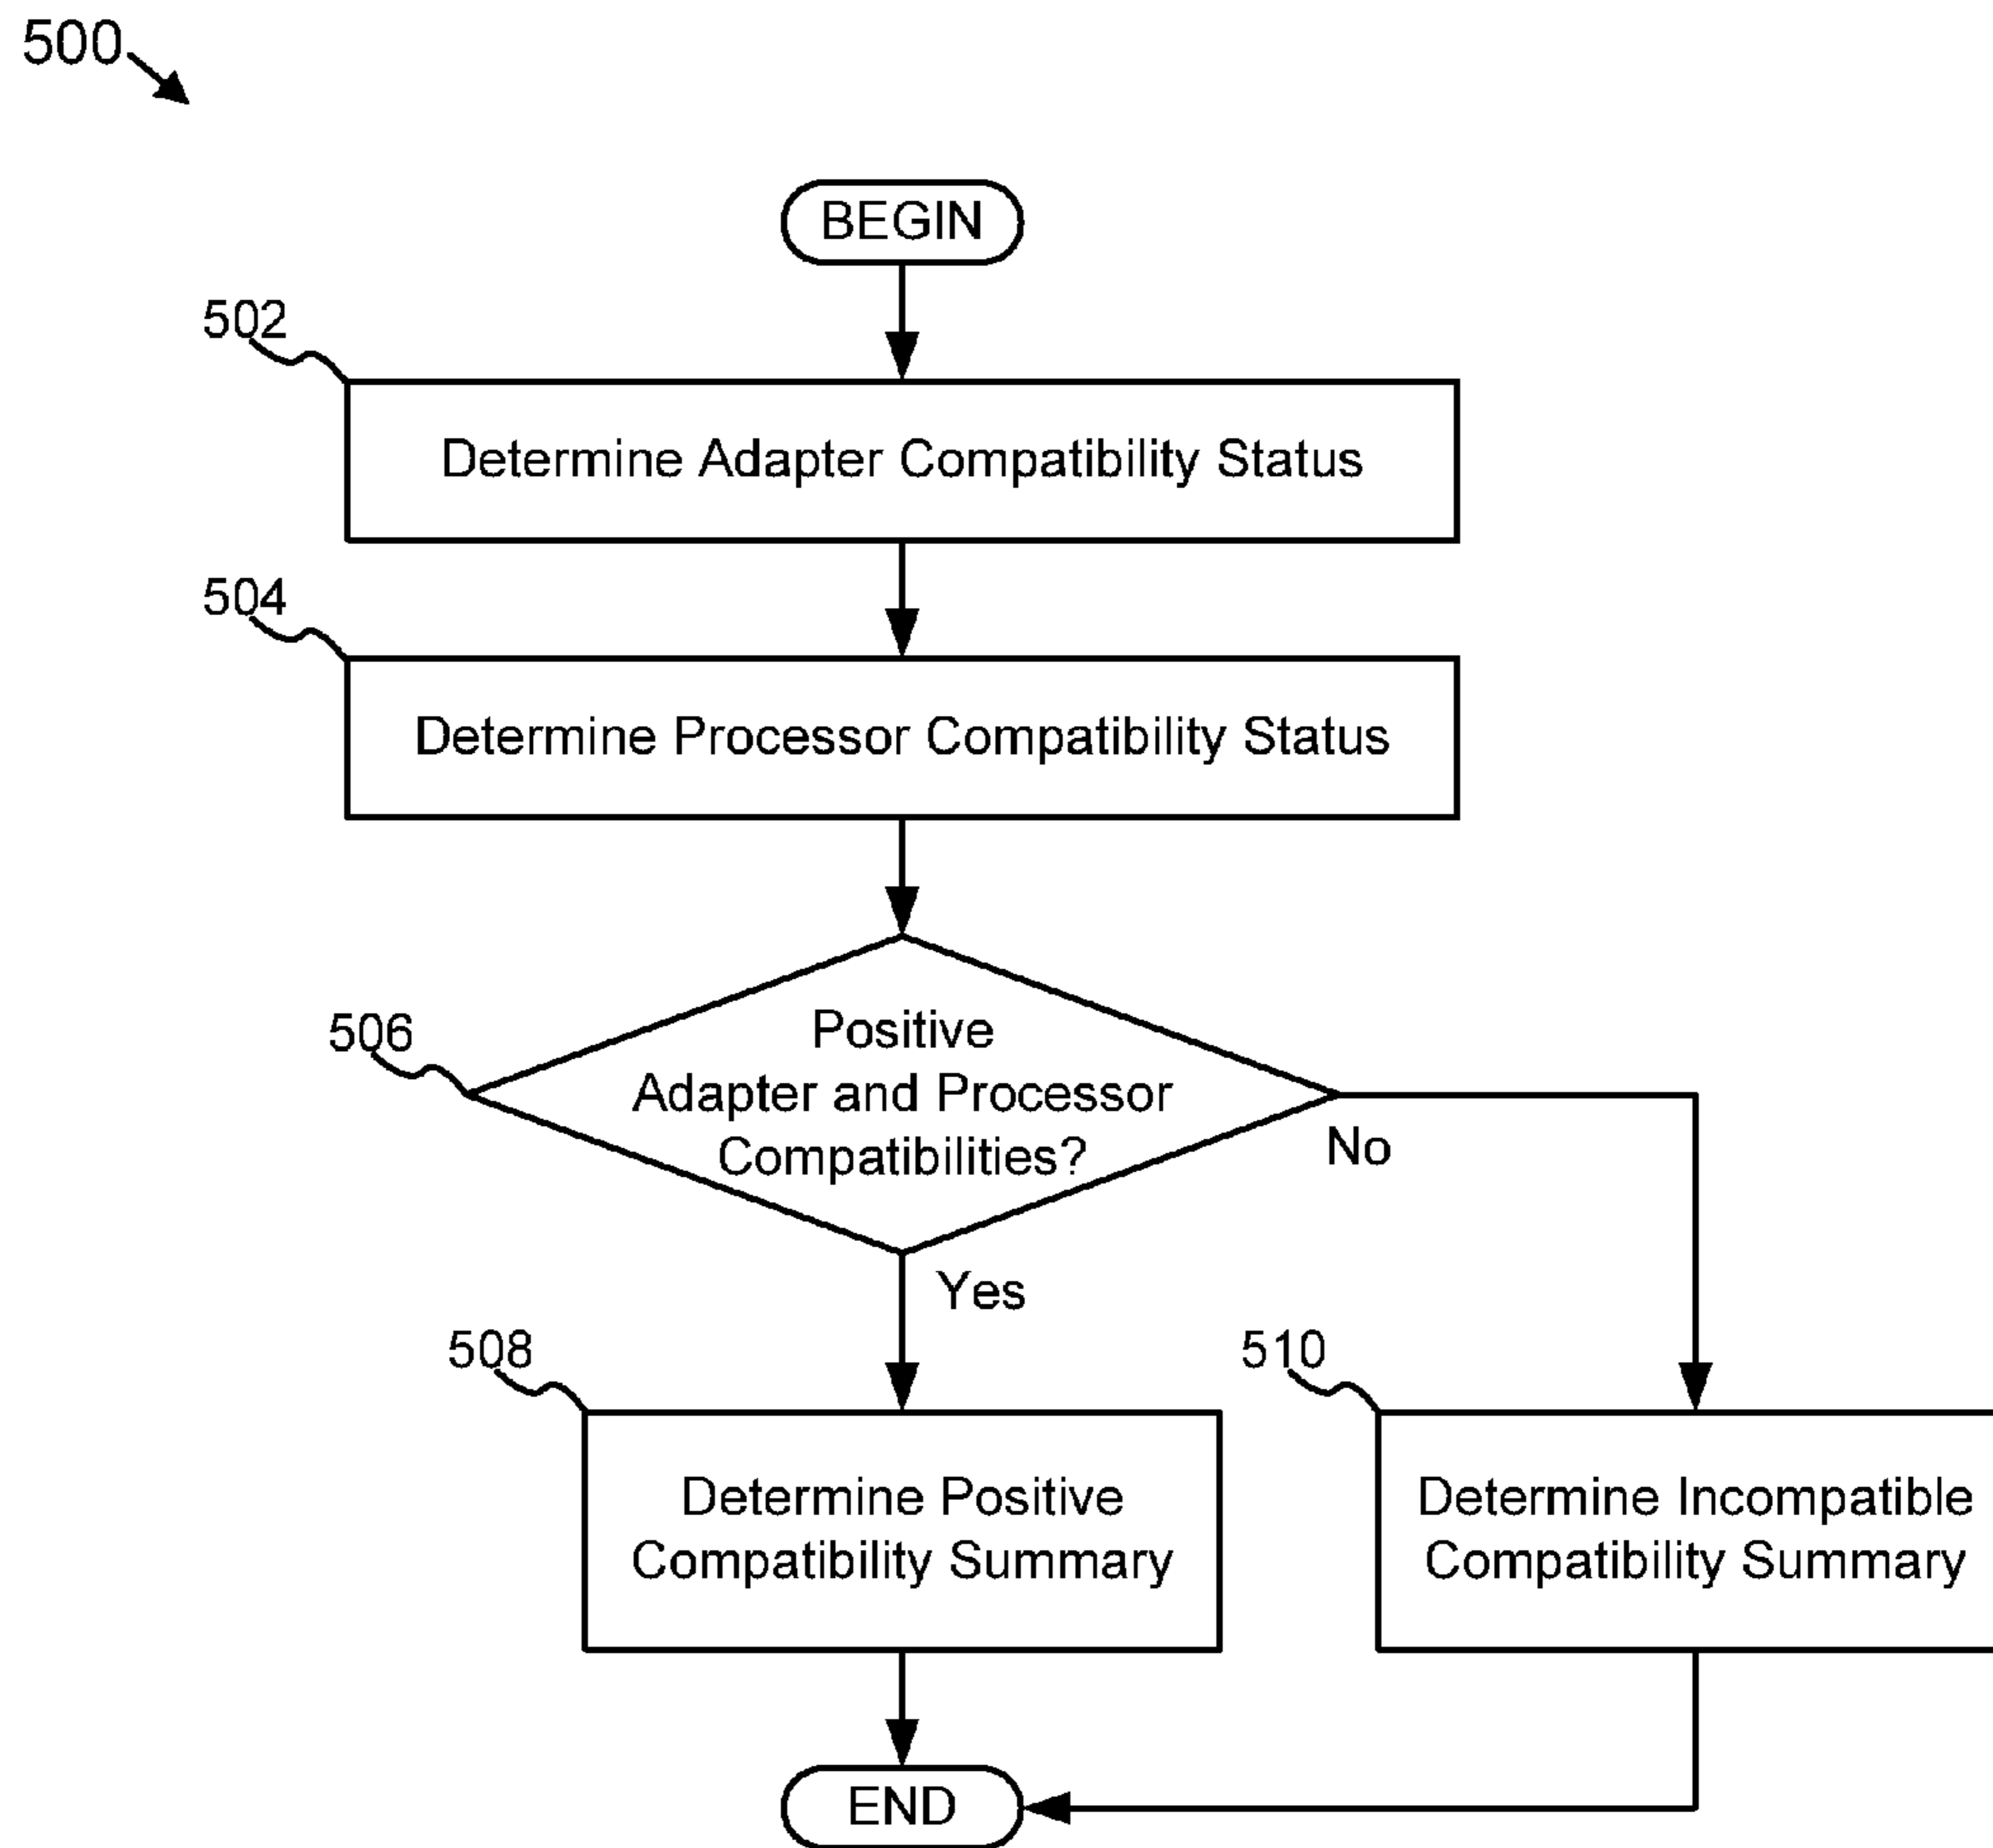 500
BEGIN
502
Determine Adapter Compatibility Status
504
Determine Processor Compatibility Status
506
Positive
Adapter and Processor
Compatibilities?
No
Yes
508
Determine Positive
Compatibility Summary
510
Determine Incompatible
Compatibility Summary
END